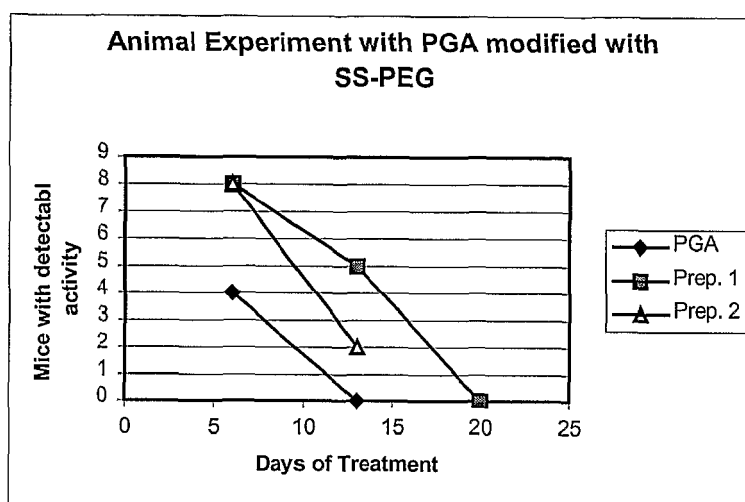 Animal Experiment with PGA modified with
SS-PEG
Mice with detectabl
activity
9
8
7
6
5
4
3
2
1
0
0 5 10 15 20 25
Days of Treatment
PGA
Prep. 1
Prep. 2